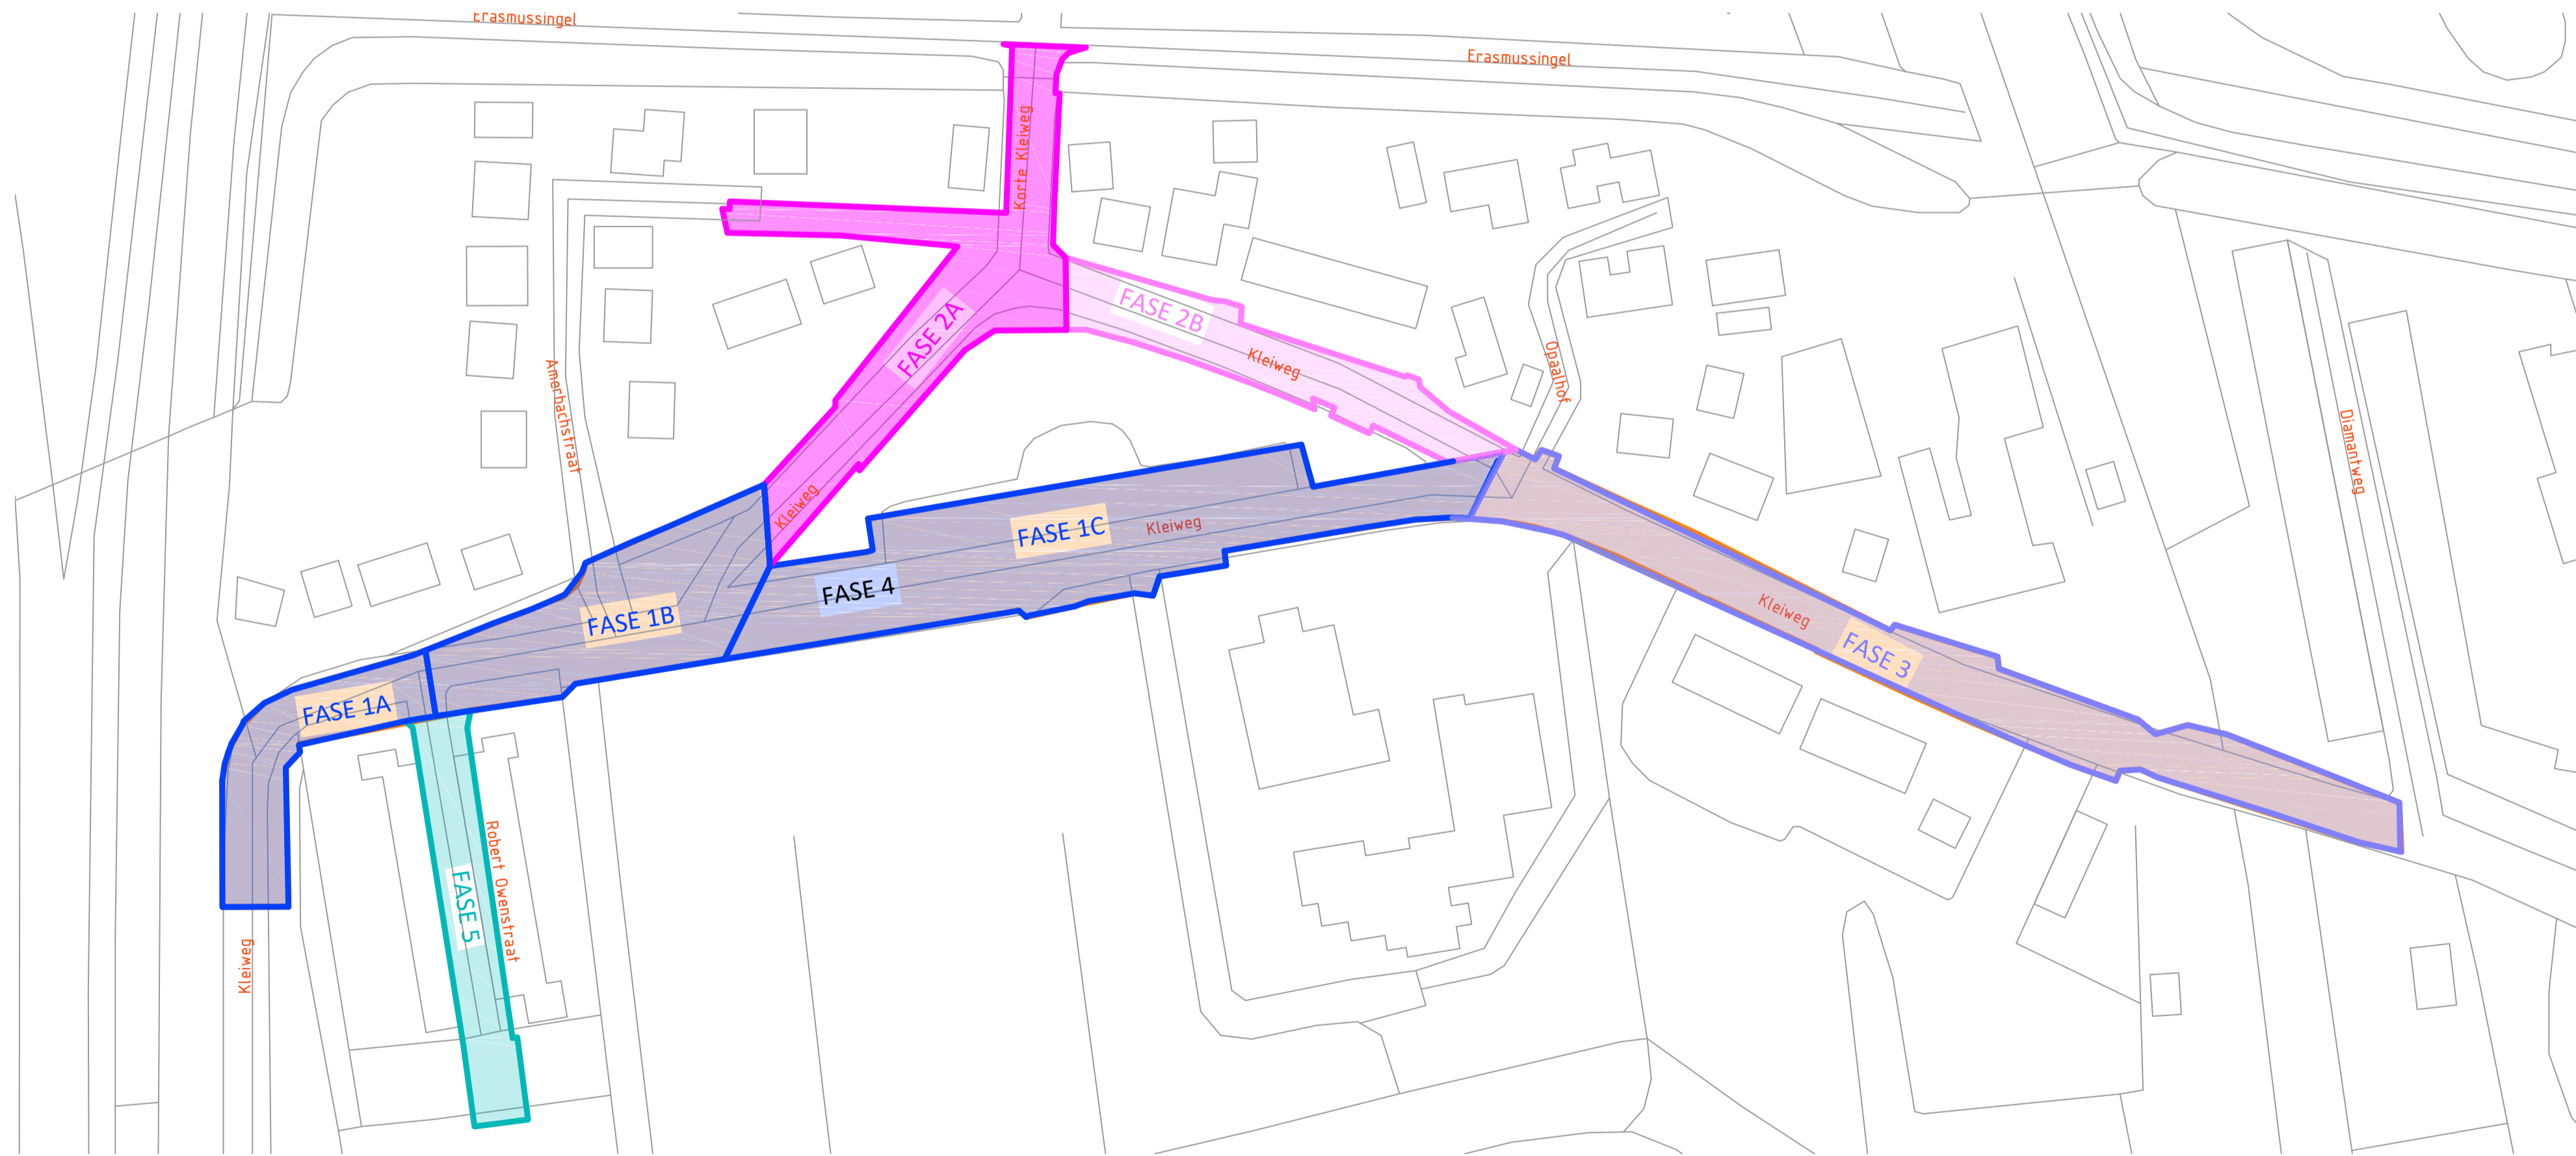 Erasmussingel
Erasmussingel
Korte Kleiweg
FASE 2A
FASE 2B
Kleiweg
Opaalhof
Amerbachstraat
Diamantweg
Kleiweg
FASE 1C
Kleiweg
FASE 4
FASE 1B
Kleiweg
FASE 3
FASE 1A
FASE 5
Robert Owenstraat
Kleiweg